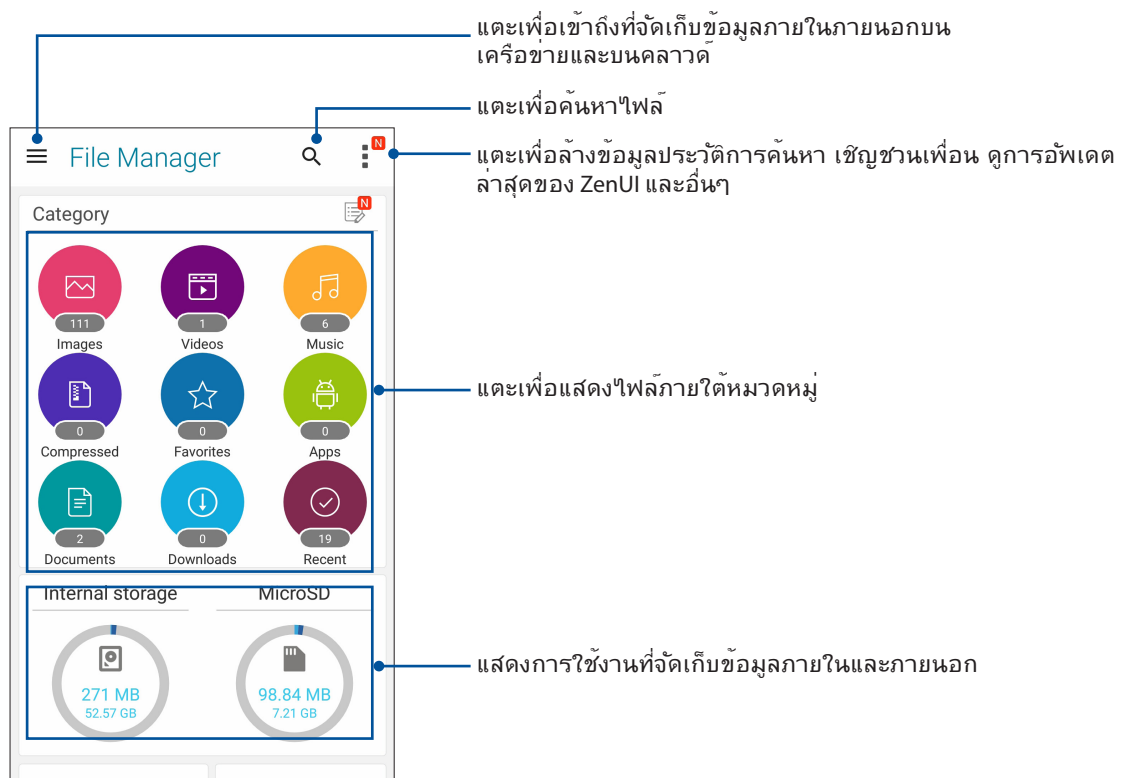 แตะเพื่อเข้าถึงที่จัดเก็บข้อมูลภายในภายนอกบน
เครือข่ายและบนคลาวด์
แตะเพื่อค้นหาไฟล์
N
File Manager
แตะเพื่อล้างข้อมูลประวัติการค้นหา เชิญชวนเพื่อน ดูการอัพเดต
ล่าสุดของ ZenUI และอื่นๆ
Category
N
111
1
6
Images
Videos
Music
แตะเพื่อแสดงไฟล์ภายใต้หมวดหมู่
0
0
0
Compressed
Favorites
Apps
2
0
19
Documents
Downloads
Recent
Internal storage
MicroSD
แสดงการใช้งานที่จัดเก็บข้อมูลภายในและภายนอก
271 MB
98.84 MB
52.57 GB
7.21 GB